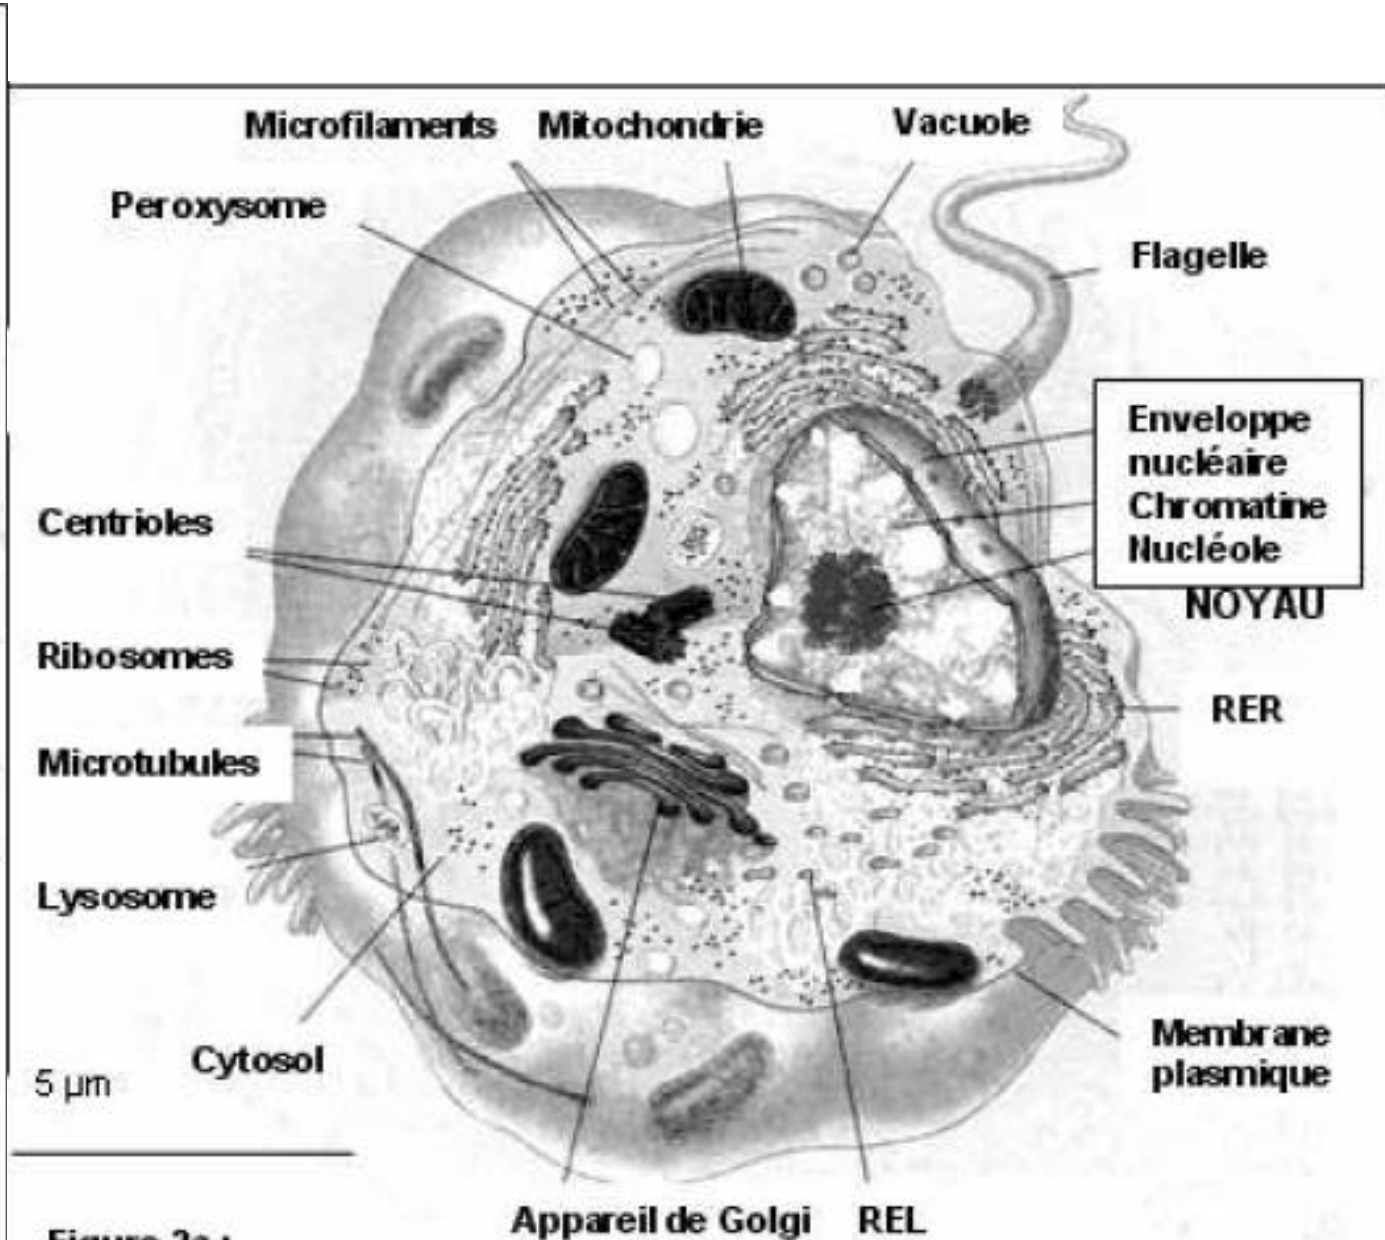 Microfilaments Mitochondrie Vacuole
Peroxysome
Flagelle
Enveloppe
nucléaire
Chromatine
Nucléole
Centrioles
NOYAU
Ribosomes
RER
Microtubules
Lysosome
Cytosol
Membrane
plasmique
5 µm
Appareil de Golgi REL